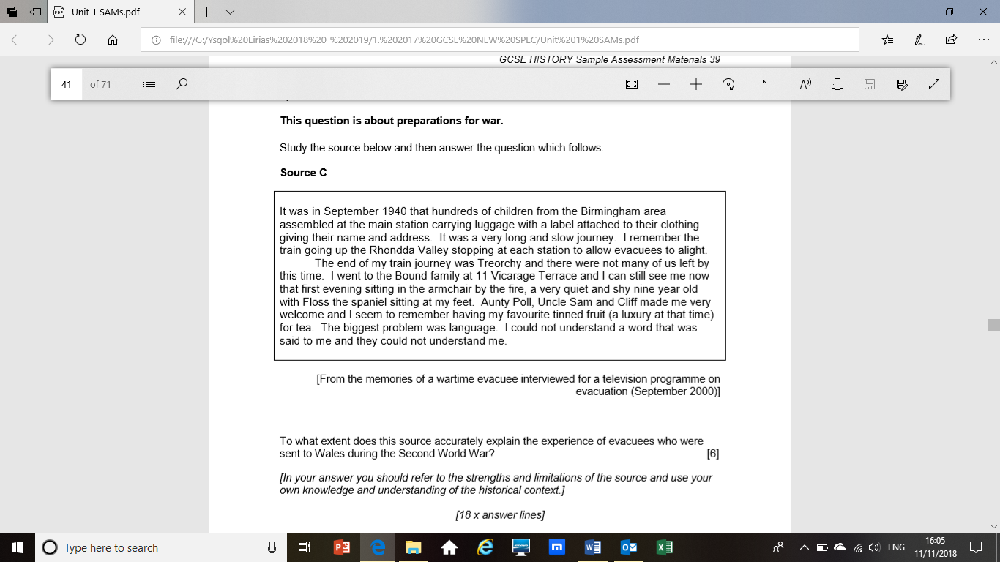 Unit 1 SAMs.pdf
file:///G:/Ysgol%20Eirias%202018%20-%202019/1.%202017%20GCSE%20NEW%20SPEC/Unit%201%20SAMs.pdf
GCSE HISTORY Sample Assessment Materials 39
41 of 71
This question is about preparations for war.
Study the source below and then answer the question which follows.
Source C
It was in September 1940 that hundreds of children from the Birmingham area
assembled at the main station carrying luggage with a label attached to their clothing
giving their name and address. It was a very long and slow journey. I remember the
train going up the Rhondda Valley stopping at each station to allow evacuees to alight.
The end of my train journey was Treorchy and there were not many of us left by
this time. I went to the Bound family at 11 Vicarage Terrace and I can still see me now
that first evening sitting in the armchair by the fire, a very quiet and shy nine year old
with Floss the spaniel sitting at my feet. Aunty Poll, Uncle Sam and Cliff made me very
welcome and I seem to remember having my favourite tinned fruit (a luxury at that time)
for tea. The biggest problem was language. I could not understand a word that was
said to me and they could not understand me.
[From the memories of a wartime evacuee interviewed for a television programme on
evacuation (September 2000)]
To what extent does this source accurately explain the experience of evacuees who were
sent to Wales during the Second World War? [6]
[In your answer you should refer to the strengths and limitations of the source and use your
own knowledge and understanding of the historical context.]
[18 x answer lines]
Type here to search
ENG
16:05
11/11/2018